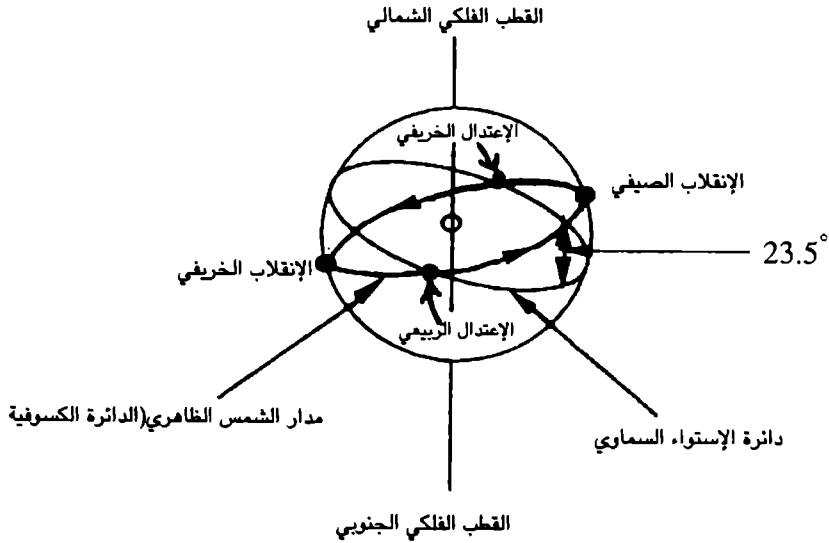 القطب الفلكي الشمالي
الإعتدال الخريفي
الإنقلاب الصيفي
23.5°
الإنقلاب الخريفي
الإعتدال الربيعي
مدار الشمس الظاهري(الدائرة الكسوفية
دائرة الإستواء السماوي
القطب الفلكي الجنوبي